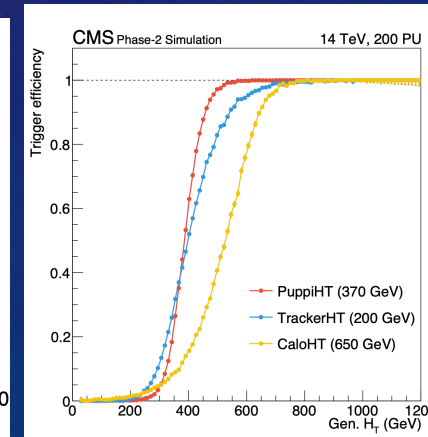 CMS Phase-2 Simulation 14 TeV, 200 PU
Trigger efficiency
1
0.8
0.6
0.4
0.2
0
PuppiHT (370 GeV)
TrackerHT (200 GeV)
CaloHT (650 GeV)
0 200 400 600 800 1000 120
Gen. H_T (GeV)
0